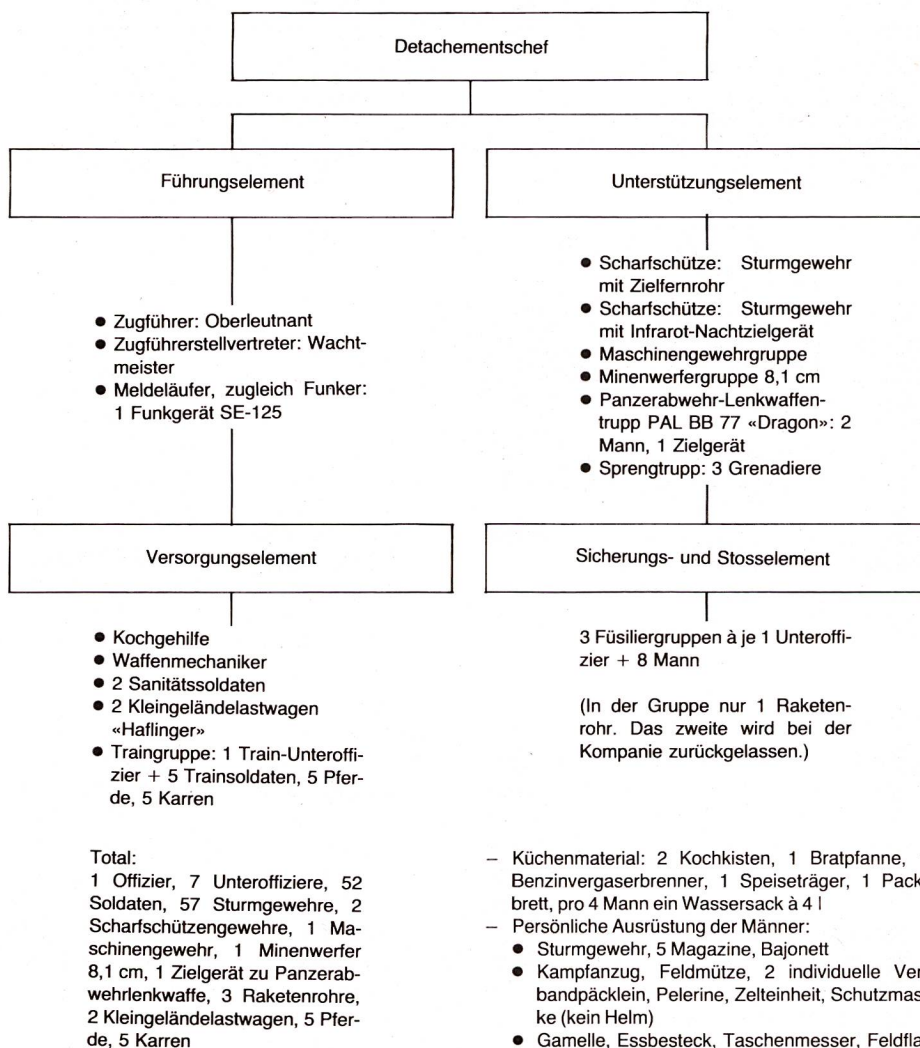 Detachementschef
Führungselement
● Zugführer: Oberleutnant
● Zugführerstellvertreter: Wacht-
meister
● Meldeläufer, zugleich Funker:
1 Funkgerät SE-125
Unterstützungselement
● Scharfschütze: Sturmgewehr
mit Zielfernrohr
● Scharfschütze: Sturmgewehr
mit Infrarot-Nachtzielgerät
● Maschinengewehrgruppe
● Minenwerfergruppe 8,1 cm
● Panzerabwehr-Lenkwaffen-
trupp PAL BB 77 «Dragon»: 2
Mann, 1 Zielgerät
● Sprengtrupp: 3 Grenadiere
Versorgungselement
● Kochgehilfe
● Waffenmechaniker
● 2 Sanitätssoldaten
● 2 Kleingeländelastwagen
«Haflinger»
● Traingruppe: 1 Train-Unteroffi-
zier + 5 Trainsoldaten, 5 Pfer-
de, 5 Karren
Sicherungs- und Stosselement
3 Füsiliergruppen à je 1 Unteroffi-
zier + 8 Mann
(In der Gruppe nur 1 Raketen-
rohr. Das zweite wird bei der
Kompanie zurückgelassen.)
Total:
1 Offizier, 7 Unteroffiziere, 52
Soldaten, 57 Sturmgewehre, 2
Scharfschützengewehre, 1 Ma-
schinengewehr, 1 Minenwerfer
8,1 cm, 1 Zielgerät zu Panzerab-
wehrlenkwaffe, 3 Raketenrohre,
2 Kleingeländelastwagen, 5 Pfer-
de, 5 Karren
– Küchenmaterial: 2 Kochkisten, 1 Bratpfanne,
Benzinvergaserbrenner, 1 Speiseträger, 1 Pack
brett, pro 4 Mann ein Wassersack à 4 l
– Persönliche Ausrüstung der Männer:
● Sturmgewehr, 5 Magazine, Bajonett
● Kampfanzug, Feldmütze, 2 individuelle Ver
bandpäcklein, Pelerine, Zelteinheit, Schutzmas
ke (kein Helm)
● Gamelle, Essbesteck, Taschenmesser, Feldfla